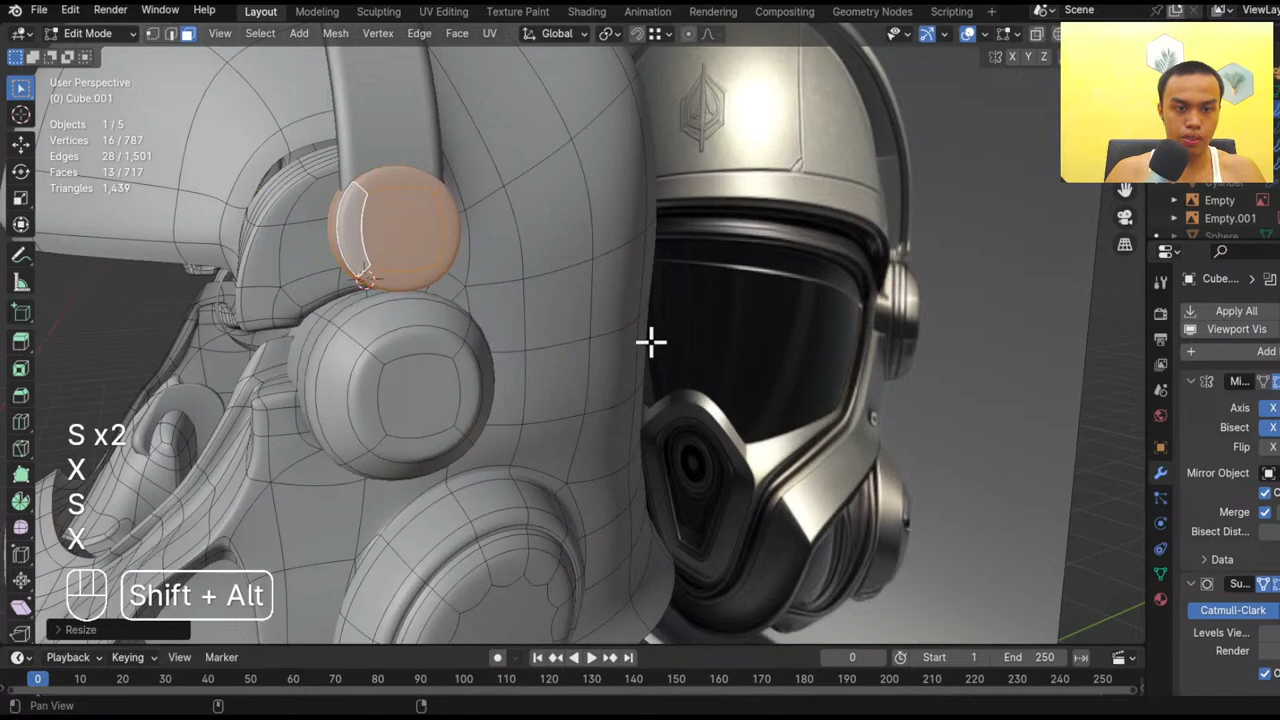 File Edit Render Window Help Layout Modeling Sculpting UV Editing Texture Paint Shading Animation Rendering Compositing Geometry Nodes Scripting Scene ViewLay
Edit Mode View Select Add Mesh Vertex Edge Face UV Global
X Y Z
User Perspective
(0) Cube.001
Objects 1 / 5
Vertices 16 / 787
Edges 28 / 1,501
Faces 13 / 717
Triangles 1,439
Empty
Empty.001
Cube....
Apply All
Viewport Vis
Add
Mi...
Axis X
Bisect X
Flip X
Mirror Object
Merge
Bisect Dist...
Data
Su...
Catmull-Clark
Levels Vie...
Render
S x2
X
S
X
Shift + Alt
Resize
Playback Keying View Marker 0 Start 1 End 250
0 10 20 30 40 50 60 70 80 90 100 110 120 130 140 150 160 170 180 190 200 210 220 230 240 250
Pan View